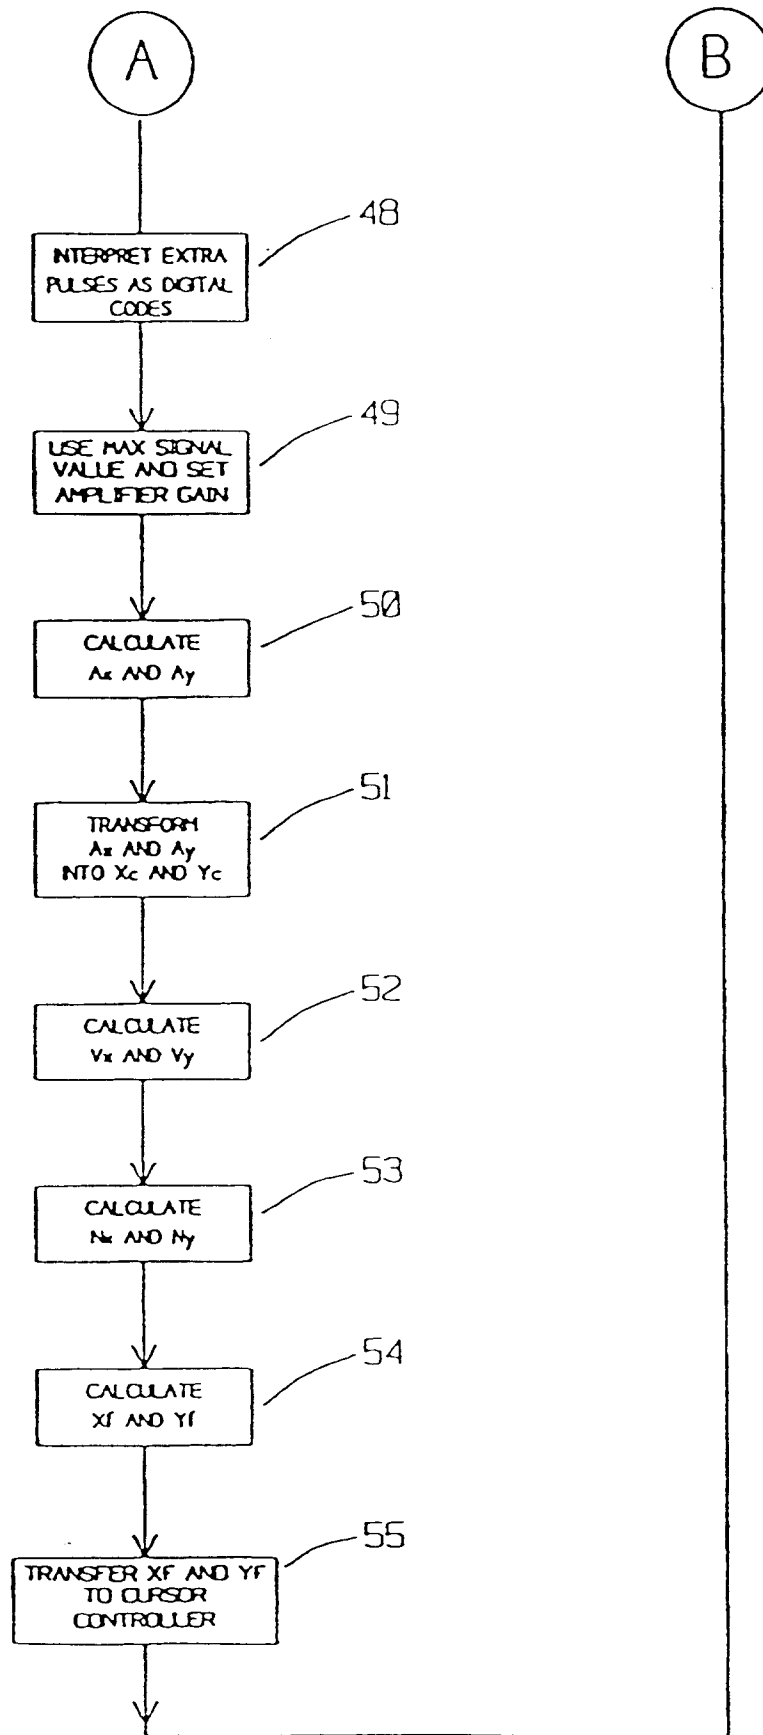 A
B
48
INTERPRET EXTRA
PULSES AS DIGITAL
CODES
49
USE MAX SIGNAL
VALUE AND SET
AMPLIFIER GAIN
50
CALCULATE
Ax AND Ay
51
TRANSFORM
Ax AND Ay
INTO Xc AND Yc
52
CALCULATE
Vx AND Vy
53
CALCULATE
Nx AND Ny
54
CALCULATE
Xf AND Yf
55
TRANSFER XF AND YF
TO CURSOR
CONTROLLER